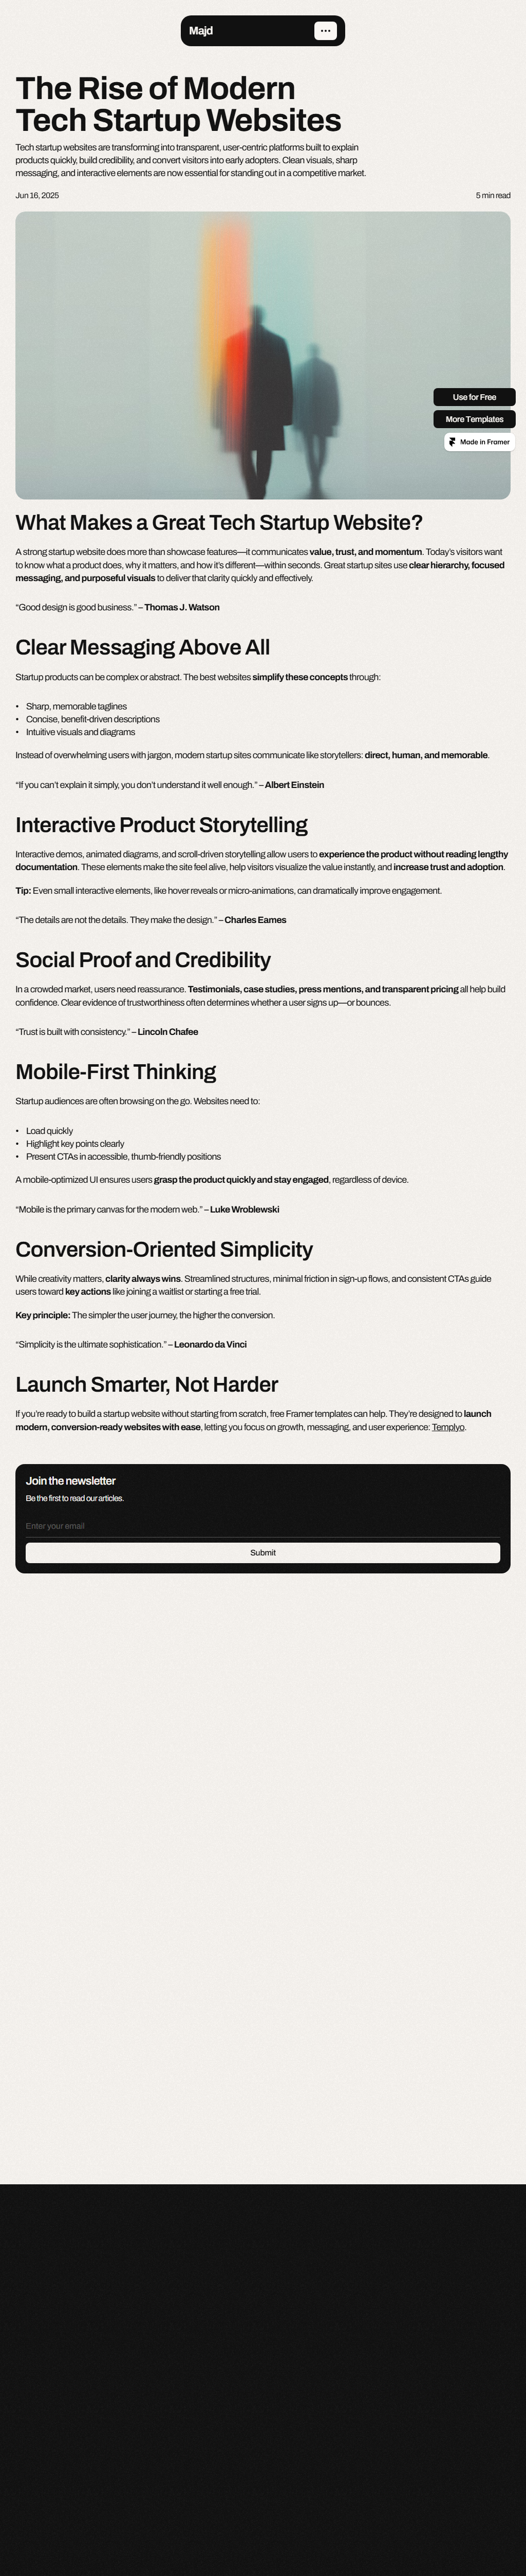 Majd
The Rise of Modern
Tech Startup Websites
Tech startup websites are transforming into transparent, user-centric platforms built to explain
products quickly, build credibility, and convert visitors into early adopters. Clean visuals, sharp
messaging, and interactive elements are now essential for standing out in a competitive market.
Jun 16, 2025
5 min read
Use for Free
More Templates
Made in Framer
What Makes a Great Tech Startup Website?
A strong startup website does more than showcase features—it communicates value, trust, and momentum. Today's visitors want
to know what a product does, why it matters, and how it's different—within seconds. Great startup sites use clear hierarchy, focused
messaging, and purposeful visuals to deliver that clarity quickly and effectively.
“Good design is good business.” – Thomas J. Watson
Clear Messaging Above All
Startup products can be complex or abstract. The best websites simplify these concepts through:
• Sharp, memorable taglines
• Concise, benefit-driven descriptions
• Intuitive visuals and diagrams
Instead of overwhelming users with jargon, modern startup sites communicate like storytellers: direct, human, and memorable.
“If you can't explain it simply, you don't understand it well enough.” – Albert Einstein
Interactive Product Storytelling
Interactive demos, animated diagrams, and scroll-driven storytelling allow users to experience the product without reading lengthy
documentation. These elements make the site feel alive, help visitors visualize the value instantly, and increase trust and adoption.
Tip: Even small interactive elements, like hover reveals or micro-animations, can dramatically improve engagement.
“The details are not the details. They make the design.” – Charles Eames
Social Proof and Credibility
In a crowded market, users need reassurance. Testimonials, case studies, press mentions, and transparent pricing all help build
confidence. Clear evidence of trustworthiness often determines whether a user signs up—or bounces.
“Trust is built with consistency.” – Lincoln Chafee
Mobile-First Thinking
Startup audiences are often browsing on the go. Websites need to:
• Load quickly
• Highlight key points clearly
• Present CTAs in accessible, thumb-friendly positions
A mobile-optimized UI ensures users grasp the product quickly and stay engaged, regardless of device.
“Mobile is the primary canvas for the modern web.” – Luke Wroblewski
Conversion-Oriented Simplicity
While creativity matters, clarity always wins. Streamlined structures, minimal friction in sign-up flows, and consistent CTAs guide
users toward key actions like joining a waitlist or starting a free trial.
Key principle: The simpler the user journey, the higher the conversion.
“Simplicity is the ultimate sophistication.” – Leonardo da Vinci
Launch Smarter, Not Harder
If you're ready to build a startup website without starting from scratch, free Framer templates can help. They're designed to launch
modern, conversion-ready websites with ease, letting you focus on growth, messaging, and user experience: Templyo.
Join the newsletter
Be the first to read our articles.
Enter your email
Submit